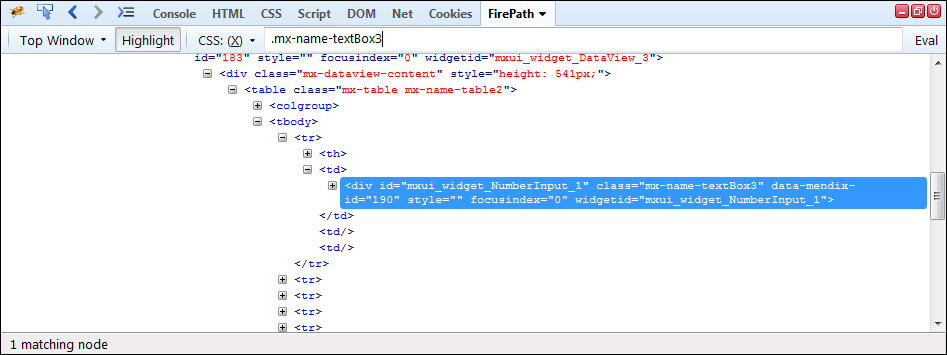 Console HTML CSS Script DOM Net Cookies FirePath
Top Window Highlight CSS: (X) .mx-name-textBox3 Eval
id="183" style="" focusindex="0" widgetid="mxui_widget_DataView_3">
<div class="mx-dataview-content" style="height: 541px;">
<table class="mx-table mx-name-table2">
<colgroup>
<tbody>
<tr>
<th>
<td>
<div id="mxui_widget_NumberInput_1" class="mx-name-textBox3" data-mendix-
id="190" style="" focusindex="0" widgetid="mxui_widget_NumberInput_1">
</td>
<td/>
<td/>
</tr>
<tr>
<tr>
<tr>
<tr>
1 matching node